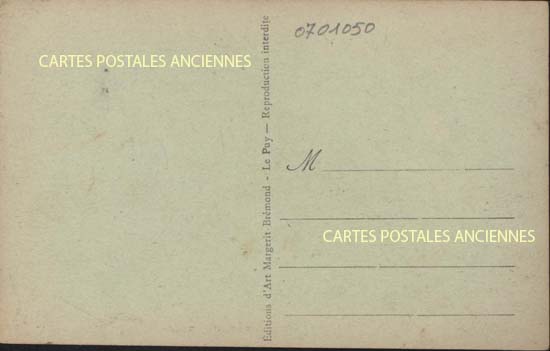 0701050
CARTES POSTALES ANCIENNES
Editions d'Art Margerit Brémond - Le Puy — Reproduction interdite
M
CARTES POSTALES ANCIENNES